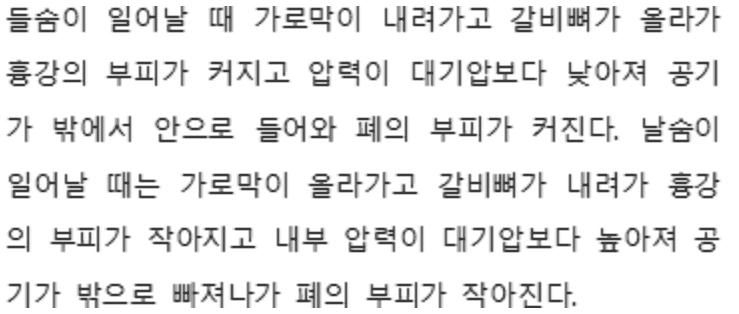 들숨이 일어날 때 가로막이 내려가고 갈비뼈가 올라가
흉강의 부피가 커지고 압력이 대기압보다 낮아져 공기
가 밖에서 안으로 들어와 폐의 부피가 커진다. 날숨이
일어날 때는 가로막이 올라가고 갈비뼈가 내려가 흉강
의 부피가 작아지고 내부 압력이 대기압보다 높아져 공
기가 밖으로 빠져나가 폐의 부피가 작아진다.